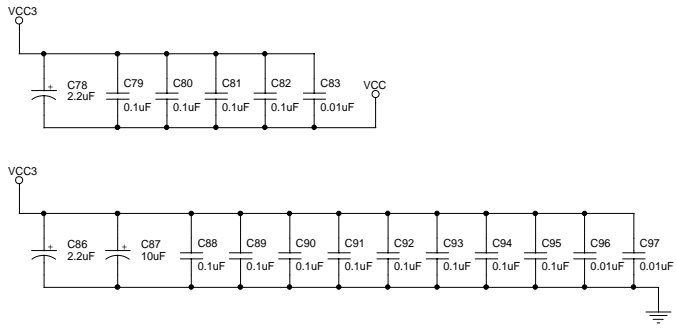 VCC3
C78
2.2uF
+
C79
0.1uF
C80
0.1uF
C81
0.1uF
C82
0.1uF
C83
0.01uF
VCC
VCC3
C86
2.2uF
+
C87
10uF
+
C88
0.1uF
C89
0.1uF
C90
0.1uF
C91
0.1uF
C92
0.1uF
C93
0.1uF
C94
0.1uF
C95
0.1uF
C96
0.01uF
C97
0.01uF